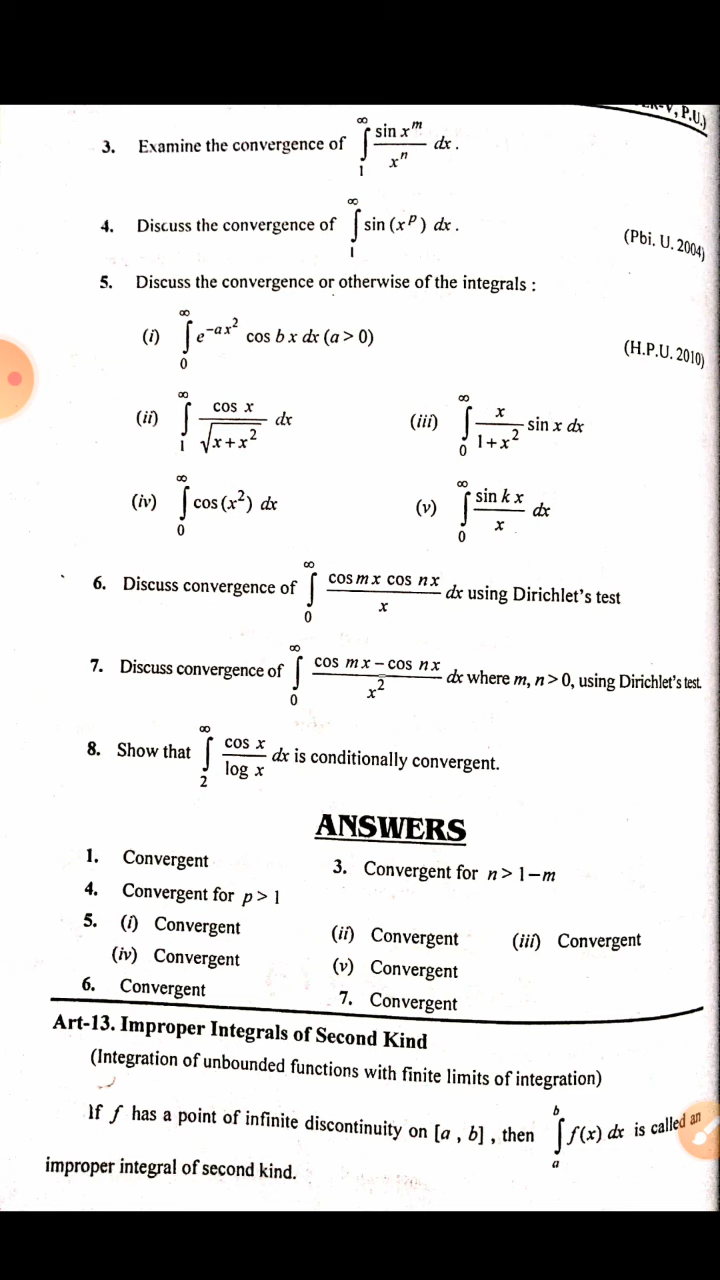 ER-V, P.U.)
3. Examine the convergence of ∫₁^∞ (sin x^m)/(x^n) dx.
4. Discuss the convergence of ∫₁^∞ sin (x^p) dx. (Pbi. U. 2004)
5. Discuss the convergence or otherwise of the integrals :
(i) ∫₀^∞ e^(-ax²) cos b x dx (a > 0) (H.P.U. 2010)
(ii) ∫₁^∞ (cos x)/(√(x+x²)) dx (iii) ∫₀^∞ x/(1+x²) sin x dx
(iv) ∫₀^∞ cos (x²) dx (v) ∫₀^∞ (sin k x)/x dx
6. Discuss convergence of ∫₀^∞ (cos m x cos nx)/x dx using Dirichlet's test
7. Discuss convergence of ∫₀^∞ (cos mx – cos nx)/x² dx where m, n > 0, using Dirichlet's test.
8. Show that ∫₂^∞ (cos x)/(log x) dx is conditionally convergent.
ANSWERS
1. Convergent 3. Convergent for n > 1–m
4. Convergent for p > 1
5. (i) Convergent (ii) Convergent (iii) Convergent
(iv) Convergent (v) Convergent
6. Convergent 7. Convergent
Art-13. Improper Integrals of Second Kind
(Integration of unbounded functions with finite limits of integration)
If f has a point of infinite discontinuity on [a , b] , then ∫ₐ^b f(x) dx is called an
improper integral of second kind.